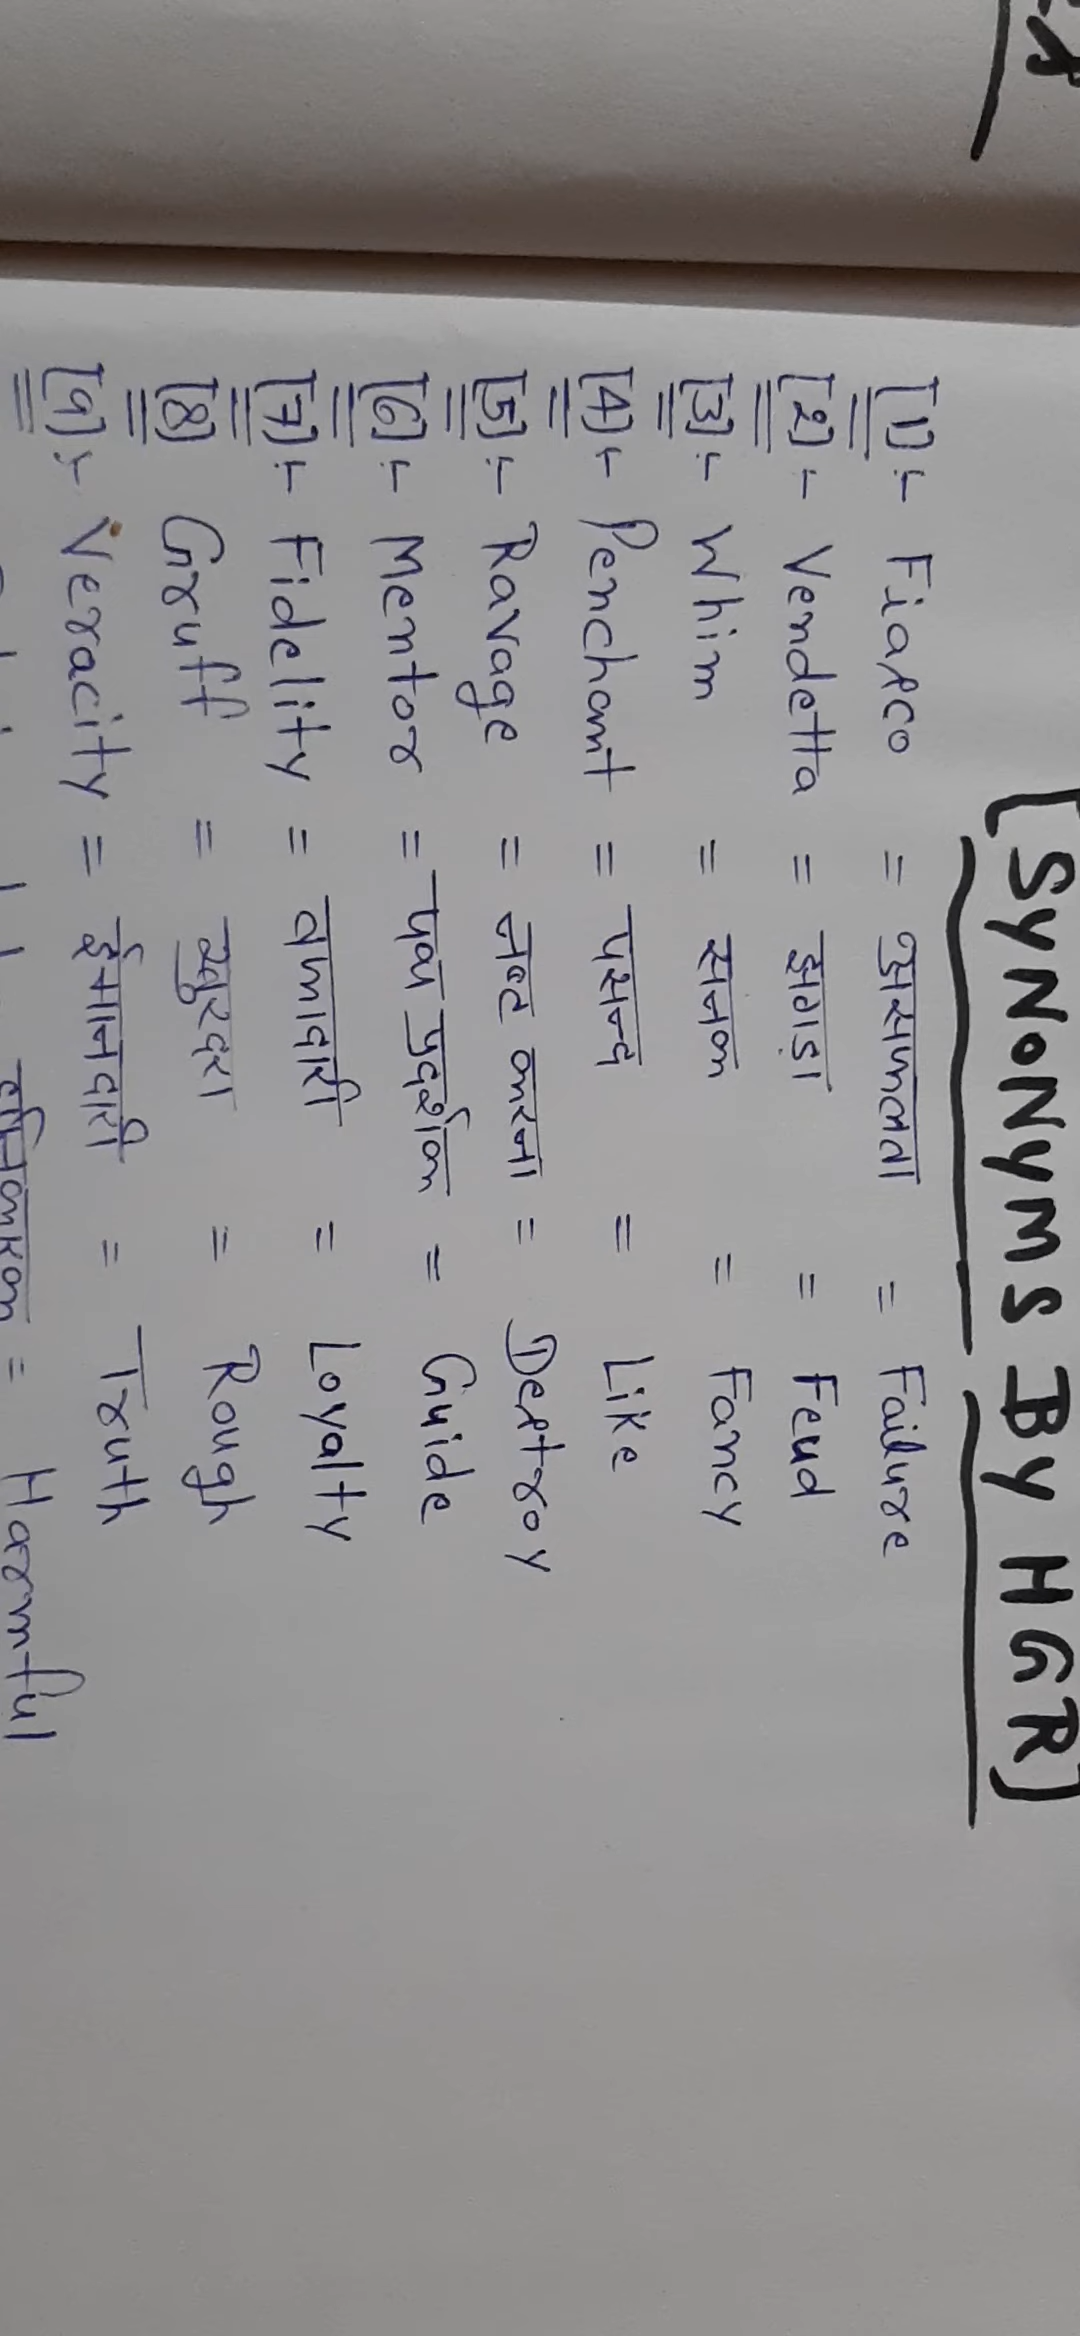 [SYNONYMS BY HGR]
[1]:- Fiasco = असफलता = Failure
[2]:- Vendetta = झगड़ा = Feud
[3]:- Whim = सनक = Fancy
[4]:- Penchant = पसन्द = Like
[5]:- Ravage = नष्ट करना = Destroy
[6]:- Mentor = पथ प्रदर्शक = Guide
[7]:- Fidelity = वफादारी = Loyalty
[8] Gruff = खुरदरा = Rough
[9]:- Veracity = ईमानदारी = Truth
= Harmful